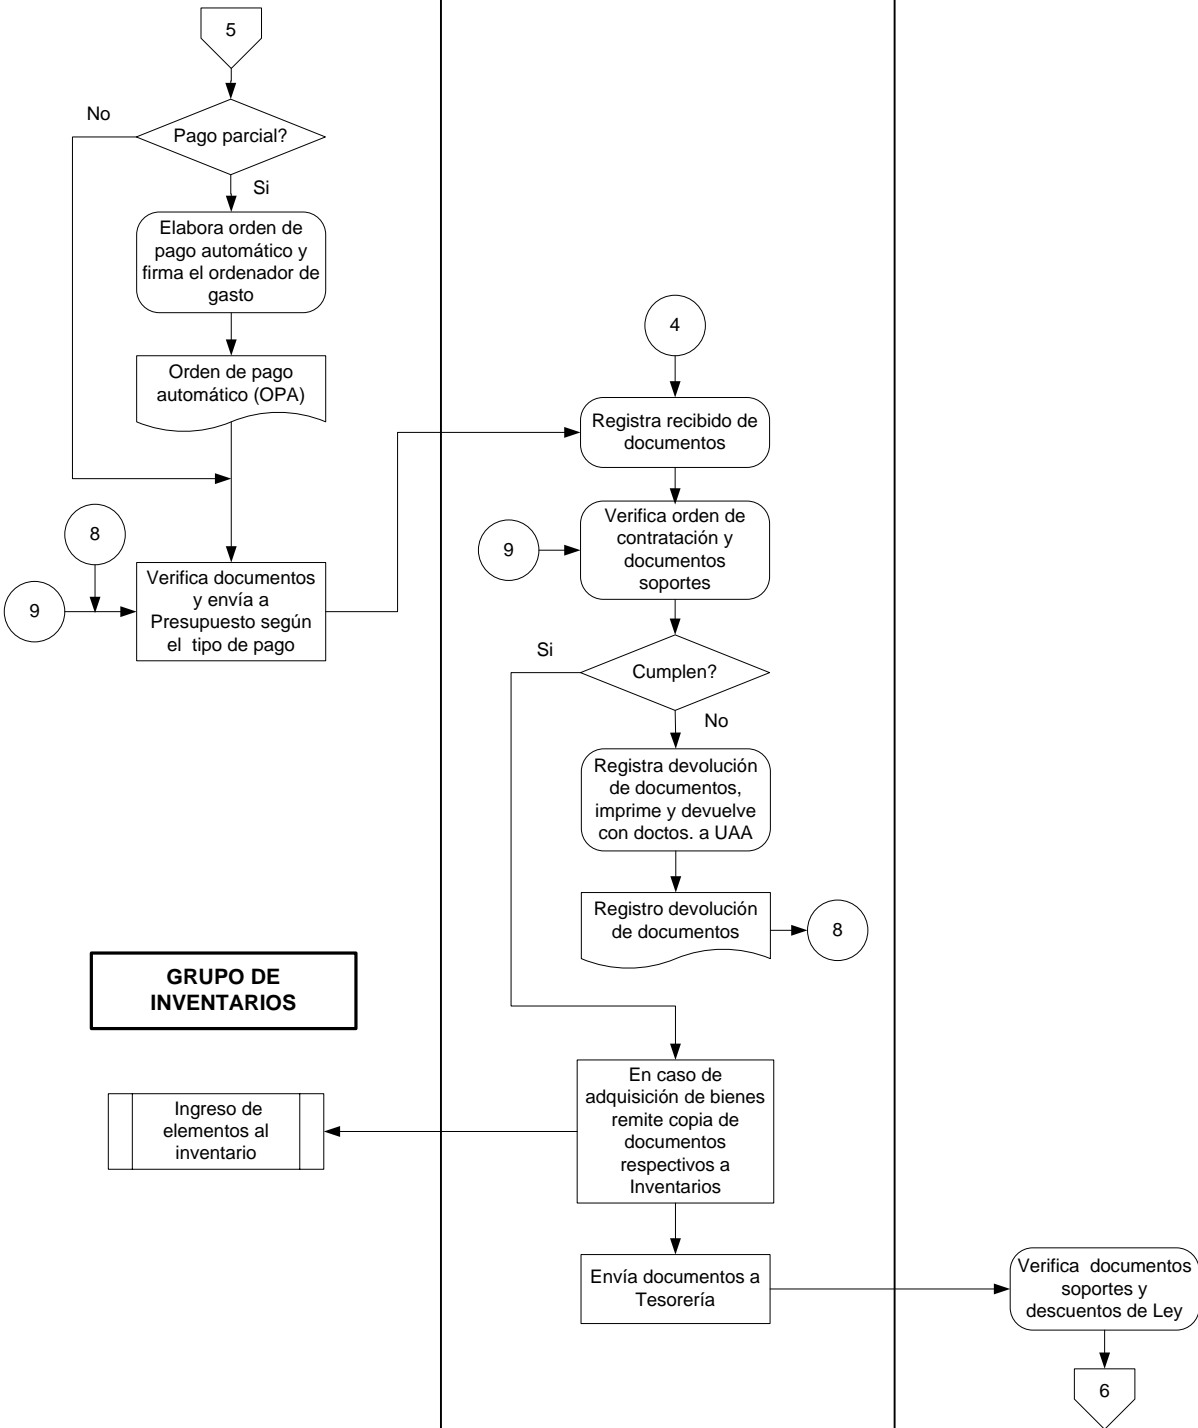 5
No
Pago parcial?
Si
Elabora orden de
pago automático y
firma el ordenador de
gasto
Orden de pago
automático (OPA)
8
9
Verifica documentos
y envía a
Presupuesto según
el tipo de pago
GRUPO DE
INVENTARIOS
Ingreso de
elementos al
inventario
4
Registra recibido de
documentos
9
Verifica orden de
contratación y
documentos
soportes
Si
Cumplen?
No
Registra devolución
de documentos,
imprime y devuelve
con doctos. a UAA
Registro devolución
de documentos
8
En caso de
adquisición de bienes
remite copia de
documentos
respectivos a
Inventarios
Envía documentos a
Tesorería
Verifica documentos
soportes y
descuentos de Ley
6